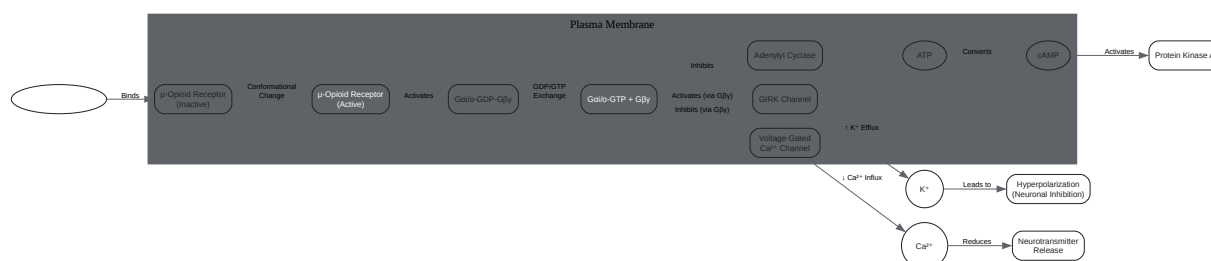 Plasma Membrane
Adenylyl Cyclase
ATP
Converts
cAMP
Activates
Protein Kinase A
Inhibits
Binds
μ-Opioid Receptor
(Inactive)
Conformational
Change
μ-Opioid Receptor
(Active)
Activates
Gαi/o-GDP-Gβγ
GDP/GTP
Exchange
Gαi/o-GTP + Gβγ
Activates (via Gβγ)
Inhibits (via Gβγ)
GIRK Channel
Voltage-Gated
Ca²⁺ Channel
↑ K⁺ Efflux
↓ Ca²⁺ Influx
K⁺
Leads to
Hyperpolarization
(Neuronal Inhibition)
Ca²⁺
Reduces
Neurotransmitter
Release